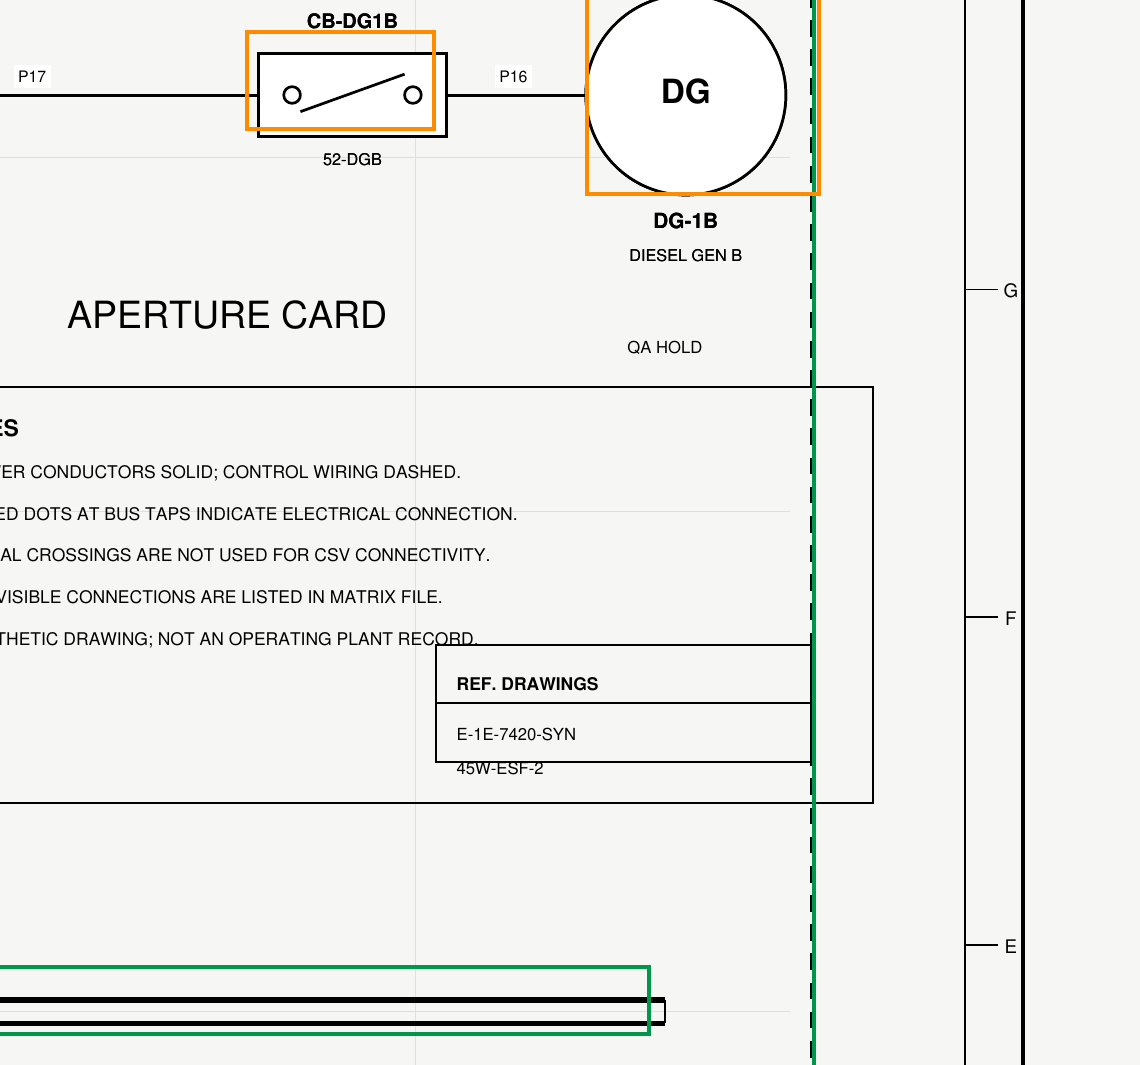 CB-DG1B
P17
P16
DG
52-DGB
DG-1B
DIESEL GEN B
G
APERTURE CARD
QA HOLD
ES
ER CONDUCTORS SOLID; CONTROL WIRING DASHED.
ED DOTS AT BUS TAPS INDICATE ELECTRICAL CONNECTION.
AL CROSSINGS ARE NOT USED FOR CSV CONNECTIVITY.
VISIBLE CONNECTIONS ARE LISTED IN MATRIX FILE.
F
THETIC DRAWING; NOT AN OPERATING PLANT RECORD.
REF. DRAWINGS
E-1E-7420-SYN
45W-ESF-2
E